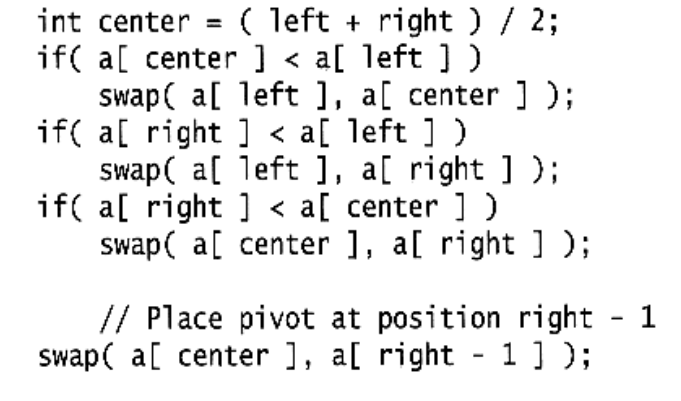 int center = ( left + right ) / 2;
if( a[ center ] < a[ left ] )
    swap( a[ left ], a[ center ] );
if( a[ right ] < a[ left ] )
    swap( a[ left ], a[ right ] );
if( a[ right ] < a[ center ] )
    swap( a[ center ], a[ right ] );

    // Place pivot at position right - 1
swap( a[ center ], a[ right - 1 ] );